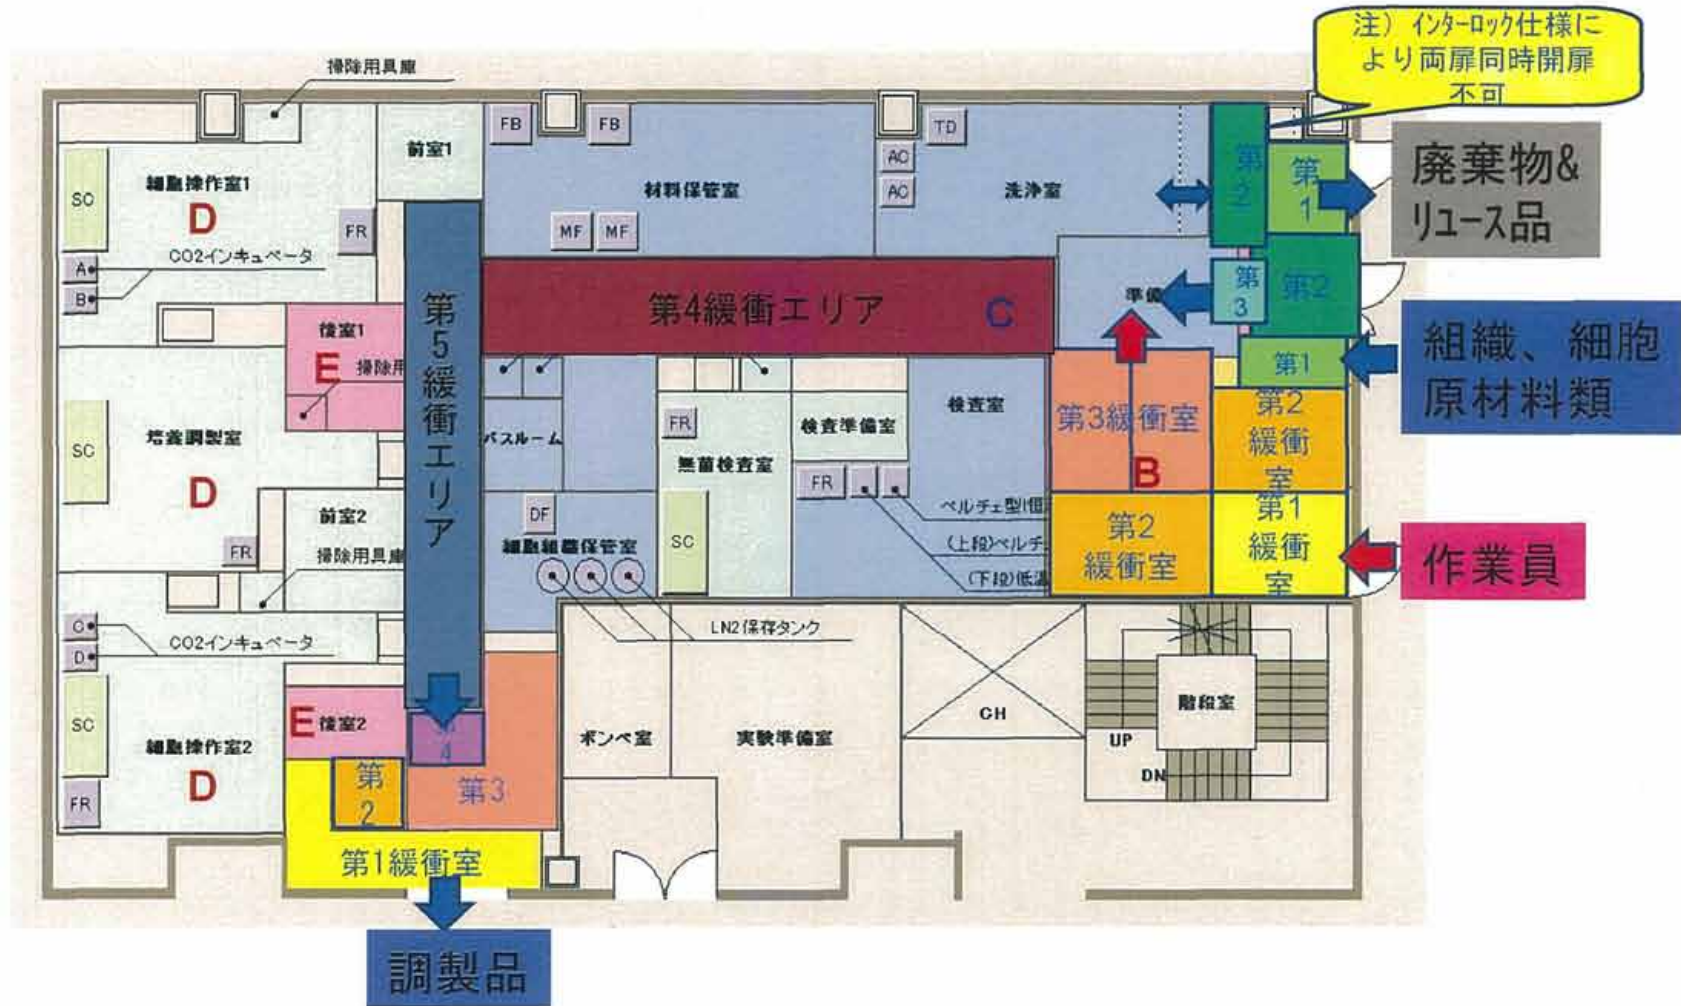 注）インターロック仕様に
より両扉同時開扉
不可
掃除用具庫
FB
FB
TD
前室1
AC
AC
第
2
第
1
廃棄物&
リユース品
SC
細胞操作室1
D
FR
材料保管室
洗浄室
MF
MF
CO2インキュベータ
A
B
第5緩衝エリア
第4緩衝エリア
C
準備
第
3
第2
組織、細胞
原材料類
後室1
E
掃除用
第1
SC
培養調製室
D
FR
前室2
掃除用具庫
パスルーム
FR
無菌検査室
SC
検査準備室
検査室
FR
第3緩衝室
B
第2
緩衝
室
DF
細胞組織保管室
ペルチェ型恒
(上段)ペルチ
(下段)低温
第2
緩衝室
第1
緩衝
室
作業員
C
D
CO2インキュベータ
LN2保存タンク
SC
細胞操作室2
D
FR
E
後室2
4
第
2
第3
第1緩衝室
ボンベ室
実験準備室
CH
階段室
UP
DN
調製品